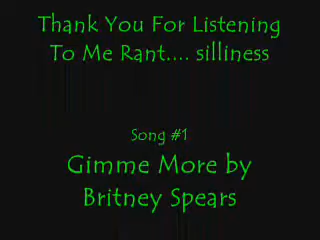 Thank You For Listening
To Me Rant.... silliness
Song #1
Gimme More by
Britney Spears